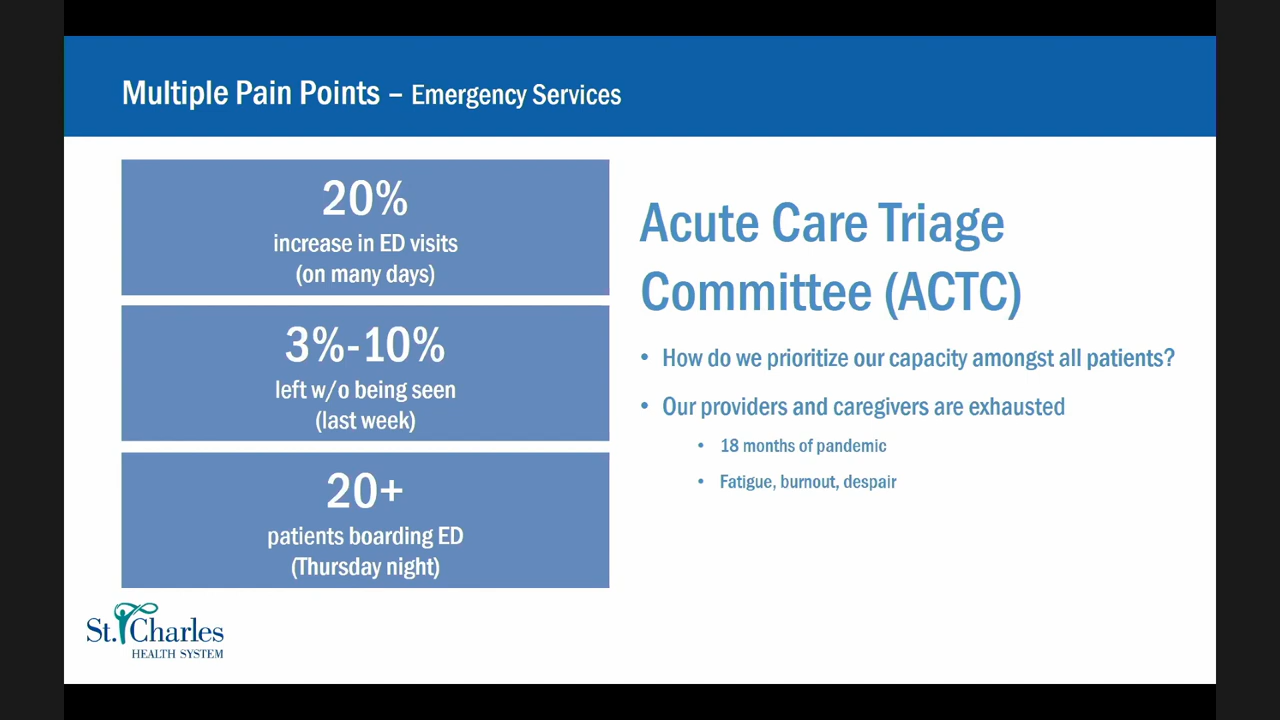 Multiple Pain Points – Emergency Services
20%
increase in ED visits
(on many days)
3%-10%
left w/o being seen
(last week)
20+
patients boarding ED
(Thursday night)
Acute Care Triage
Committee (ACTC)
• How do we prioritize our capacity amongst all patients?
• Our providers and caregivers are exhausted
• 18 months of pandemic
• Fatigue, burnout, despair
St. Charles
HEALTH SYSTEM